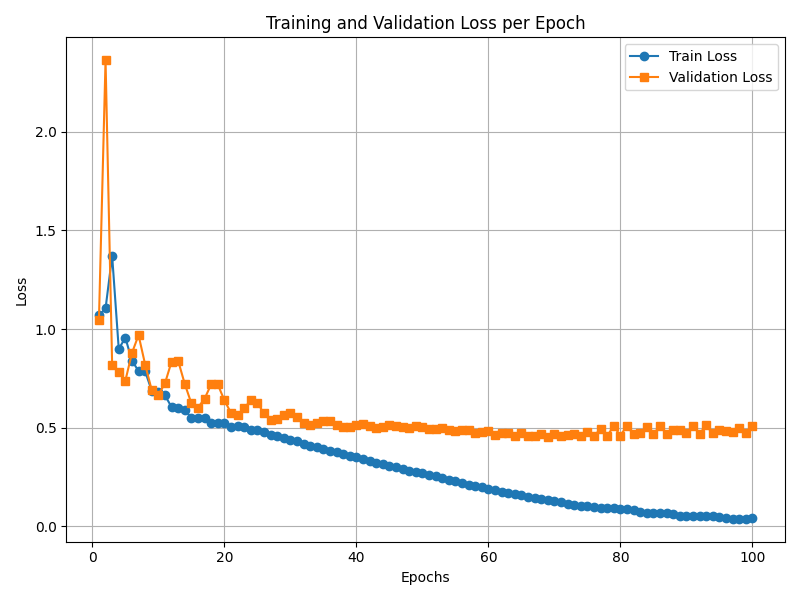 Training and Validation Loss per Epoch
Train Loss
Validation Loss
2.0
1.5
1.0
0.5
0.0
Loss
0 20 40 60 80 100
Epochs